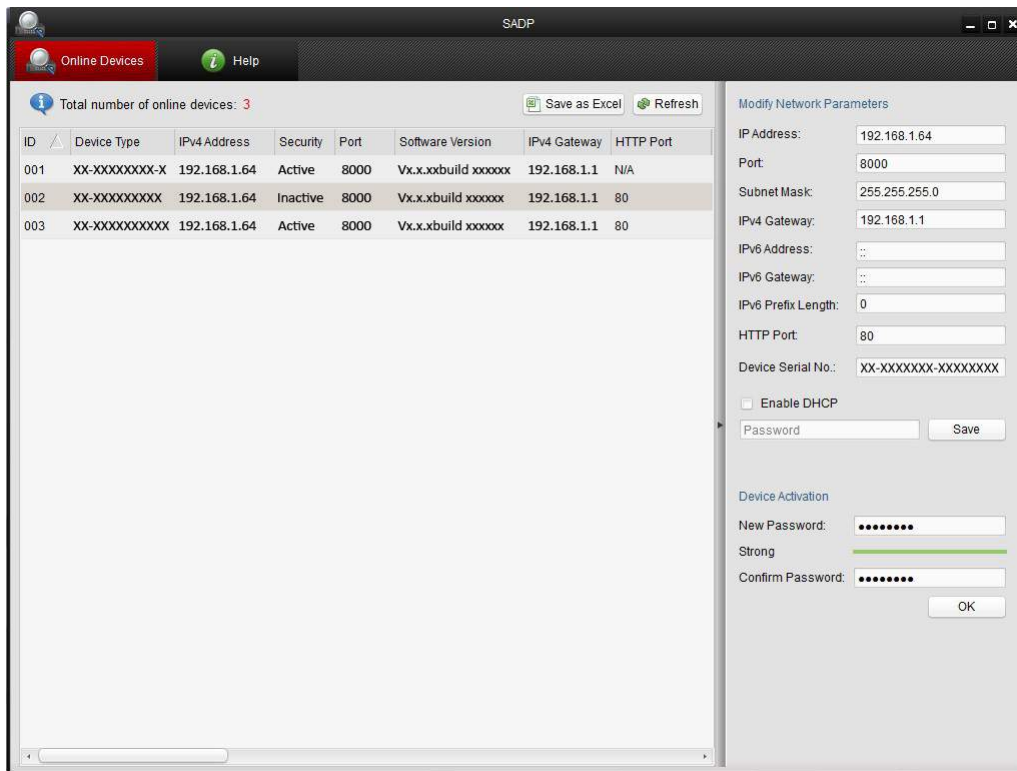 SADP
Online Devices Help
Total number of online devices: 3 Save as Excel Refresh
ID Device Type IPv4 Address Security Port Software Version IPv4 Gateway HTTP Port
001 XX-XXXXXXXX-X 192.168.1.64 Active 8000 Vx.x.xxbuild xxxxxx 192.168.1.1 N/A
002 XX-XXXXXXXXX 192.168.1.64 Inactive 8000 Vx.x.xbuild xxxxxx 192.168.1.1 80
003 XX-XXXXXXXXXX 192.168.1.64 Active 8000 Vx.x.xbuild xxxxxx 192.168.1.1 80
Modify Network Parameters
IP Address: 192.168.1.64
Port: 8000
Subnet Mask: 255.255.255.0
IPv4 Gateway: 192.168.1.1
IPv6 Address: ::
IPv6 Gateway: ::
IPv6 Prefix Length: 0
HTTP Port: 80
Device Serial No.: XX-XXXXXXX-XXXXXXXX
Enable DHCP
Password Save
Device Activation
New Password: ●●●●●●●●
Strong
Confirm Password: ●●●●●●●●
OK